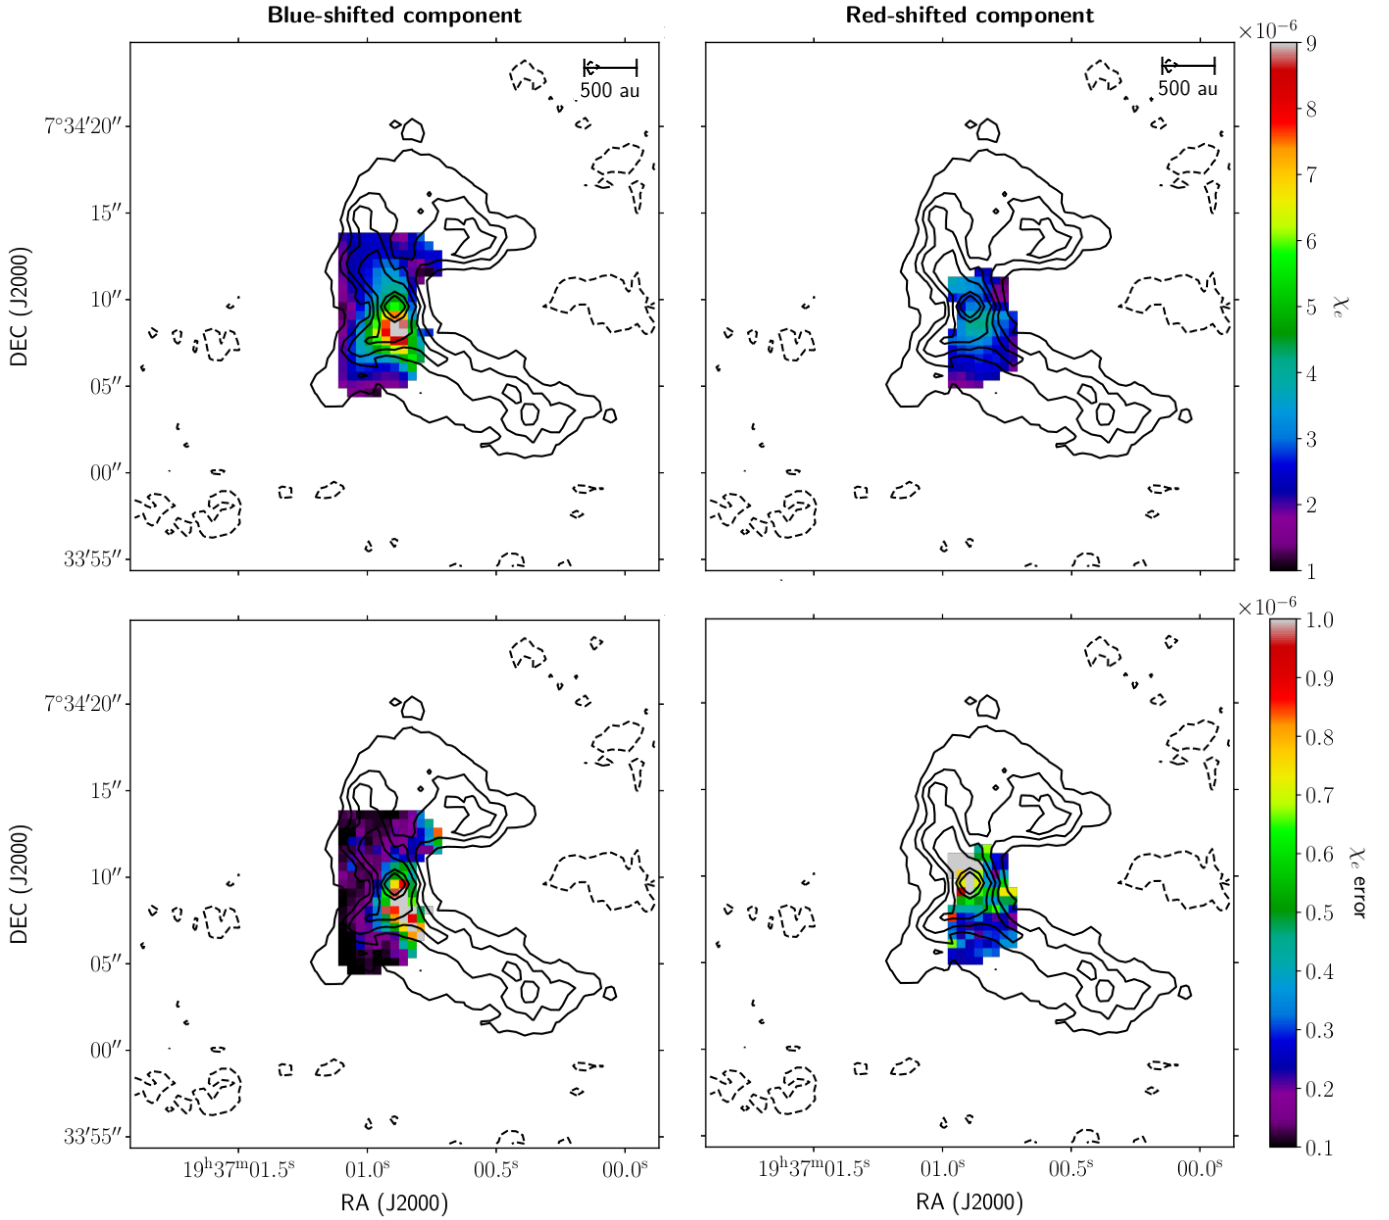 Blue-shifted component
Red-shifted component
×10⁻⁶
500 au
500 au
9
8
7
6
5
4
3
2
1
χₑ
7°34′20″
15″
10″
05″
00″
33′55″
DEC (J2000)
×10⁻⁶
1.0
0.9
0.8
0.7
0.6
0.5
0.4
0.3
0.2
0.1
χₑ error
7°34′20″
15″
10″
05″
00″
33′55″
DEC (J2000)
19ʰ37ᵐ01.5ˢ 01.0ˢ 00.5ˢ 00.0ˢ
19ʰ37ᵐ01.5ˢ 01.0ˢ 00.5ˢ 00.0ˢ
RA (J2000)
RA (J2000)